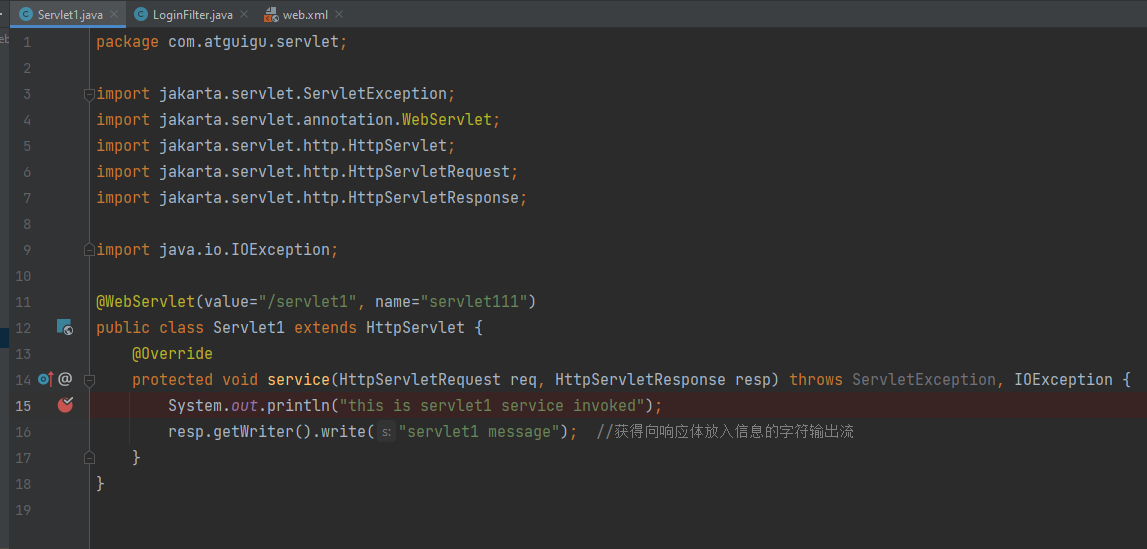 Servlet1.java LoginFilter.java web.xml
1 package com.atguigu.servlet;
2
3 import jakarta.servlet.ServletException;
4 import jakarta.servlet.annotation.WebServlet;
5 import jakarta.servlet.http.HttpServlet;
6 import jakarta.servlet.http.HttpServletRequest;
7 import jakarta.servlet.http.HttpServletResponse;
8
9 import java.io.IOException;
10
11 @WebServlet(value="/servlet1", name="servlet111")
12 public class Servlet1 extends HttpServlet {
13 @Override
14 @ protected void service(HttpServletRequest req, HttpServletResponse resp) throws ServletException, IOException {
15 System.out.println("this is servlet1 service invoked");
16 resp.getWriter().write( s: "servlet1 message"); //获得向响应体放入信息的字符输出流
17 }
18 }
19